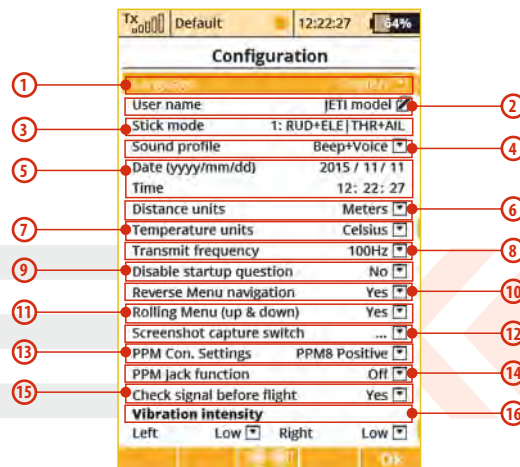 Tx Default 12:22:27 64%
Configuration
1
User name JETI model 2
3 Stick mode 1: RUD+ELE|THR+AIL
Sound profile Beep+Voice 4
5 Date (yyyy/mm/dd) 2015 / 11/ 11
Time 12: 22: 27
Distance units Meters 6
7 Temperature units Celsius
Transmit frequency 100Hz 8
9 Disable startup question No
Reverse Menu navigation Yes 10
11 Rolling Menu (up & down) Yes
Screenshot capture switch ... 12
13 PPM Con. Settings PPM8 Positive
PPM Jack function Off 14
15 Check signal before flight Yes
Vibration intensity 16
Left Low Right Low
Ok